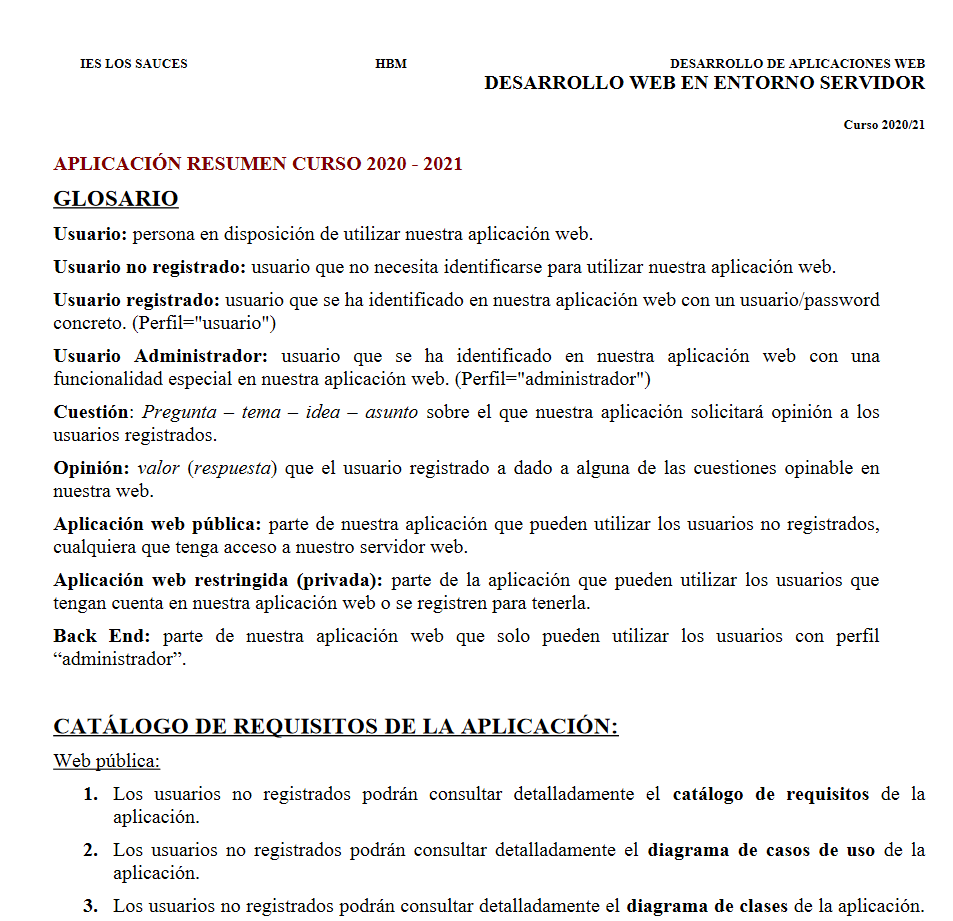 IES LOS SAUCES HBM DESARROLLO DE APLICACIONES WEB
DESARROLLO WEB EN ENTORNO SERVIDOR
Curso 2020/21
APLICACIÓN RESUMEN CURSO 2020 - 2021
GLOSARIO
Usuario: persona en disposición de utilizar nuestra aplicación web.
Usuario no registrado: usuario que no necesita identificarse para utilizar nuestra aplicación web.
Usuario registrado: usuario que se ha identificado en nuestra aplicación web con un usuario/password
concreto. (Perfil="usuario")
Usuario Administrador: usuario que se ha identificado en nuestra aplicación web con una
funcionalidad especial en nuestra aplicación web. (Perfil="administrador")
Cuestión: Pregunta – tema – idea – asunto sobre el que nuestra aplicación solicitará opinión a los
usuarios registrados.
Opinión: valor (respuesta) que el usuario registrado a dado a alguna de las cuestiones opinable en
nuestra web.
Aplicación web pública: parte de nuestra aplicación que pueden utilizar los usuarios no registrados,
cualquiera que tenga acceso a nuestro servidor web.
Aplicación web restringida (privada): parte de la aplicación que pueden utilizar los usuarios que
tengan cuenta en nuestra aplicación web o se registren para tenerla.
Back End: parte de nuestra aplicación web que solo pueden utilizar los usuarios con perfil
“administrador”.
CATÁLOGO DE REQUISITOS DE LA APLICACIÓN:
Web pública:
1. Los usuarios no registrados podrán consultar detalladamente el catálogo de requisitos de la
aplicación.
2. Los usuarios no registrados podrán consultar detalladamente el diagrama de casos de uso de la
aplicación.
3. Los usuarios no registrados podrán consultar detalladamente el diagrama de clases de la aplicación.